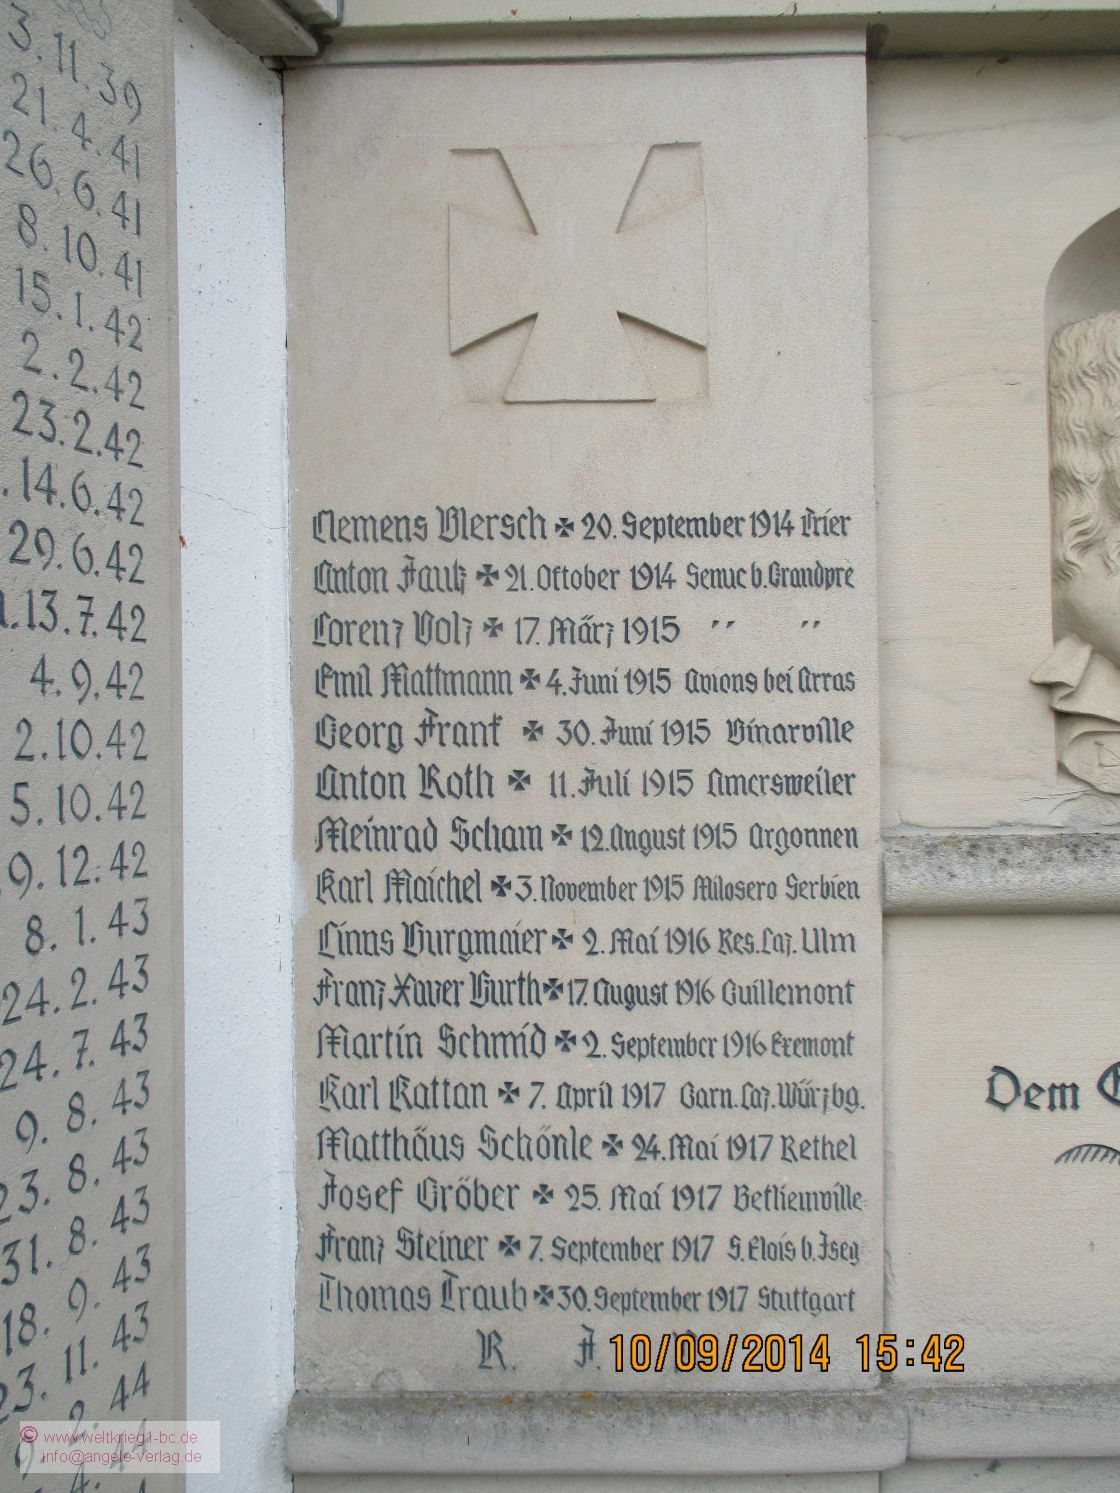 3.11.39
21.4.41
26.6.41
8.10.41
15.1.42
2.2.42
23.2.42
14.6.42
29.6.42
13.7.42
4.9.42
2.10.42
5.10.42
9.12.42
8.1.43
24.2.43
24.7.43
9.8.43
23.8.43
31.8.43
18.9.43
23.11.43
2.44
4.44
Clemens Blersch ✠ 20. September 1914 Trier
Anton Jautz ✠ 21. Oktober 1914 Senuc b. Grandpre
Lorenz Volz ✠ 17. März 1915 " "
Emil Mattmann ✠ 4. Juni 1915 Avions bei Arras
Georg Frank ✠ 30. Juni 1915 Binarville
Anton Roth ✠ 11. Juli 1915 Amersweiler
Meinrad Scham ✠ 12. August 1915 Argonnen
Karl Maichel ✠ 3. November 1915 Milosero Serbien
Linus Burgmaier ✠ 2. Mai 1916 Res. Laz. Ulm
Franz Xaver Burth ✠ 17. August 1916 Guillemont
Martin Schmid ✠ 2. September 1916 Exemont
Karl Kattan ✠ 7. April 1917 Garn. Laz. Würzbg.
Matthäus Schönle ✠ 24. Mai 1917 Rethel
Josef Gröber ✠ 25. Mai 1917
Franz Steiner ✠ 7. September 1917 S. Elois b. Iseg
Thomas Traub ✠ 30. September 1917 Stuttgart
R. I.
Dem
10/09/2014 15:42
© www.weltkrieg1-bc.de
info@angele-verlag.de